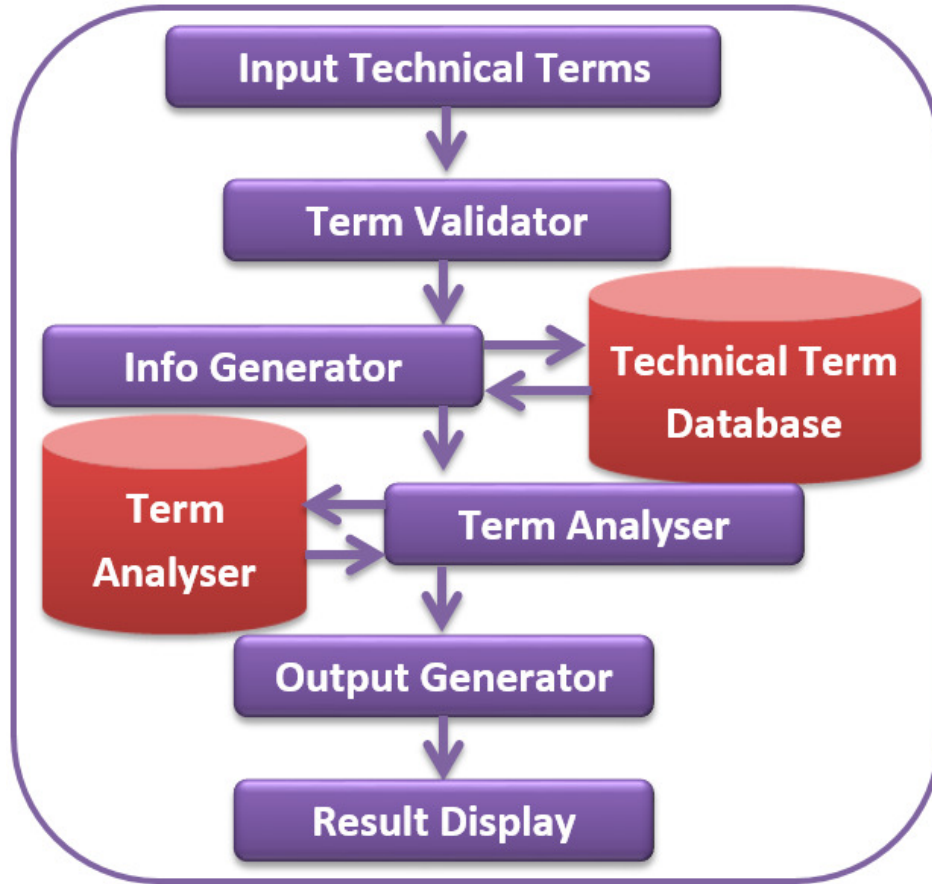 Input Technical Terms
Term Validator
Info Generator
Technical Term
Database
Term
Analyser
Term Analyser
Output Generator
Result Display